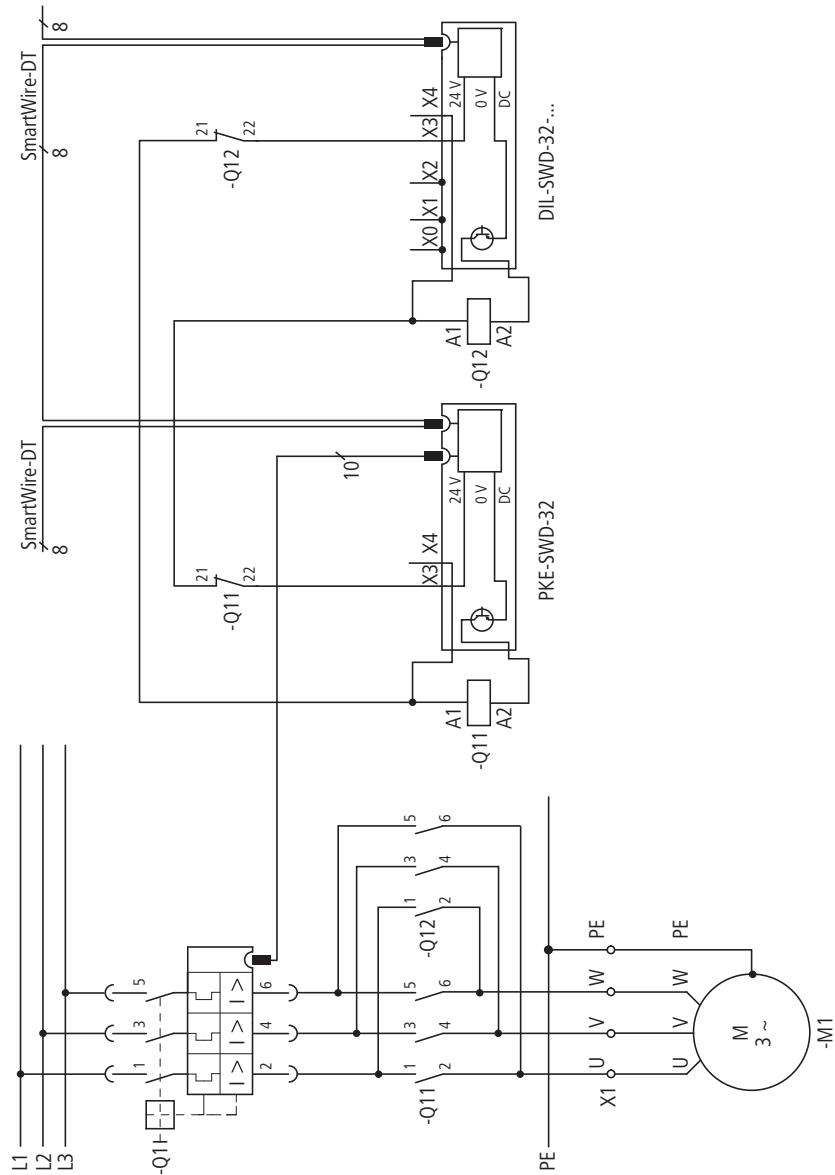 L1
L2
L3
-Q1
1
3
5
I >
I >
I >
2
4
6
-Q11
1
2
3
4
5
6
-Q12
1
2
3
4
5
6
PE
X1
U
V
W
PE
U
V
W
PE
M
3 ~
-M1
SmartWire-DT
8
-Q11
21
22
10
A1
A2
-Q11
X3
X4
24 V
0 V
DC
PKE-SWD-32
SmartWire-DT
8
8
-Q12
21
22
A1
A2
-Q12
X0
X1
X2
X3
X4
24 V
0 V
DC
DIL-SWD-32-...